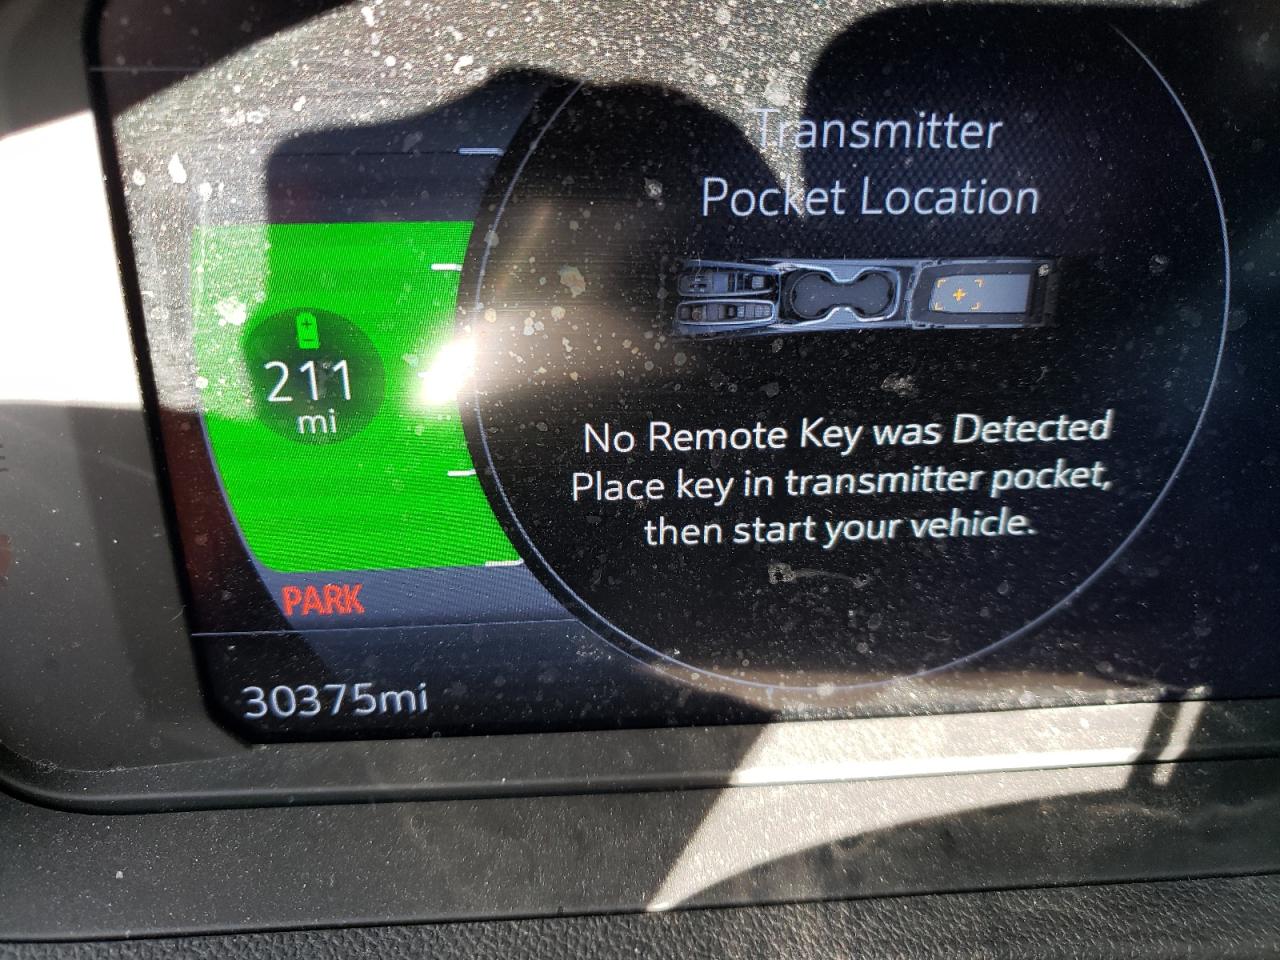 Transmitter
Pocket Location
211
mi
No Remote Key was Detected
Place key in transmitter pocket,
then start your vehicle.
PARK
30375mi